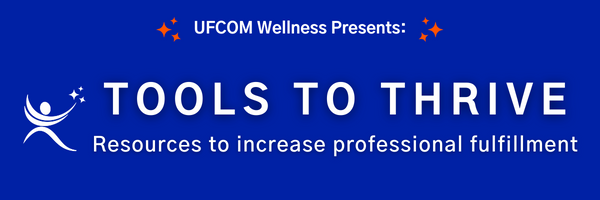 UFCOM Wellness Presents:
TOOLS TO THRIVE
Resources to increase professional fulfillment